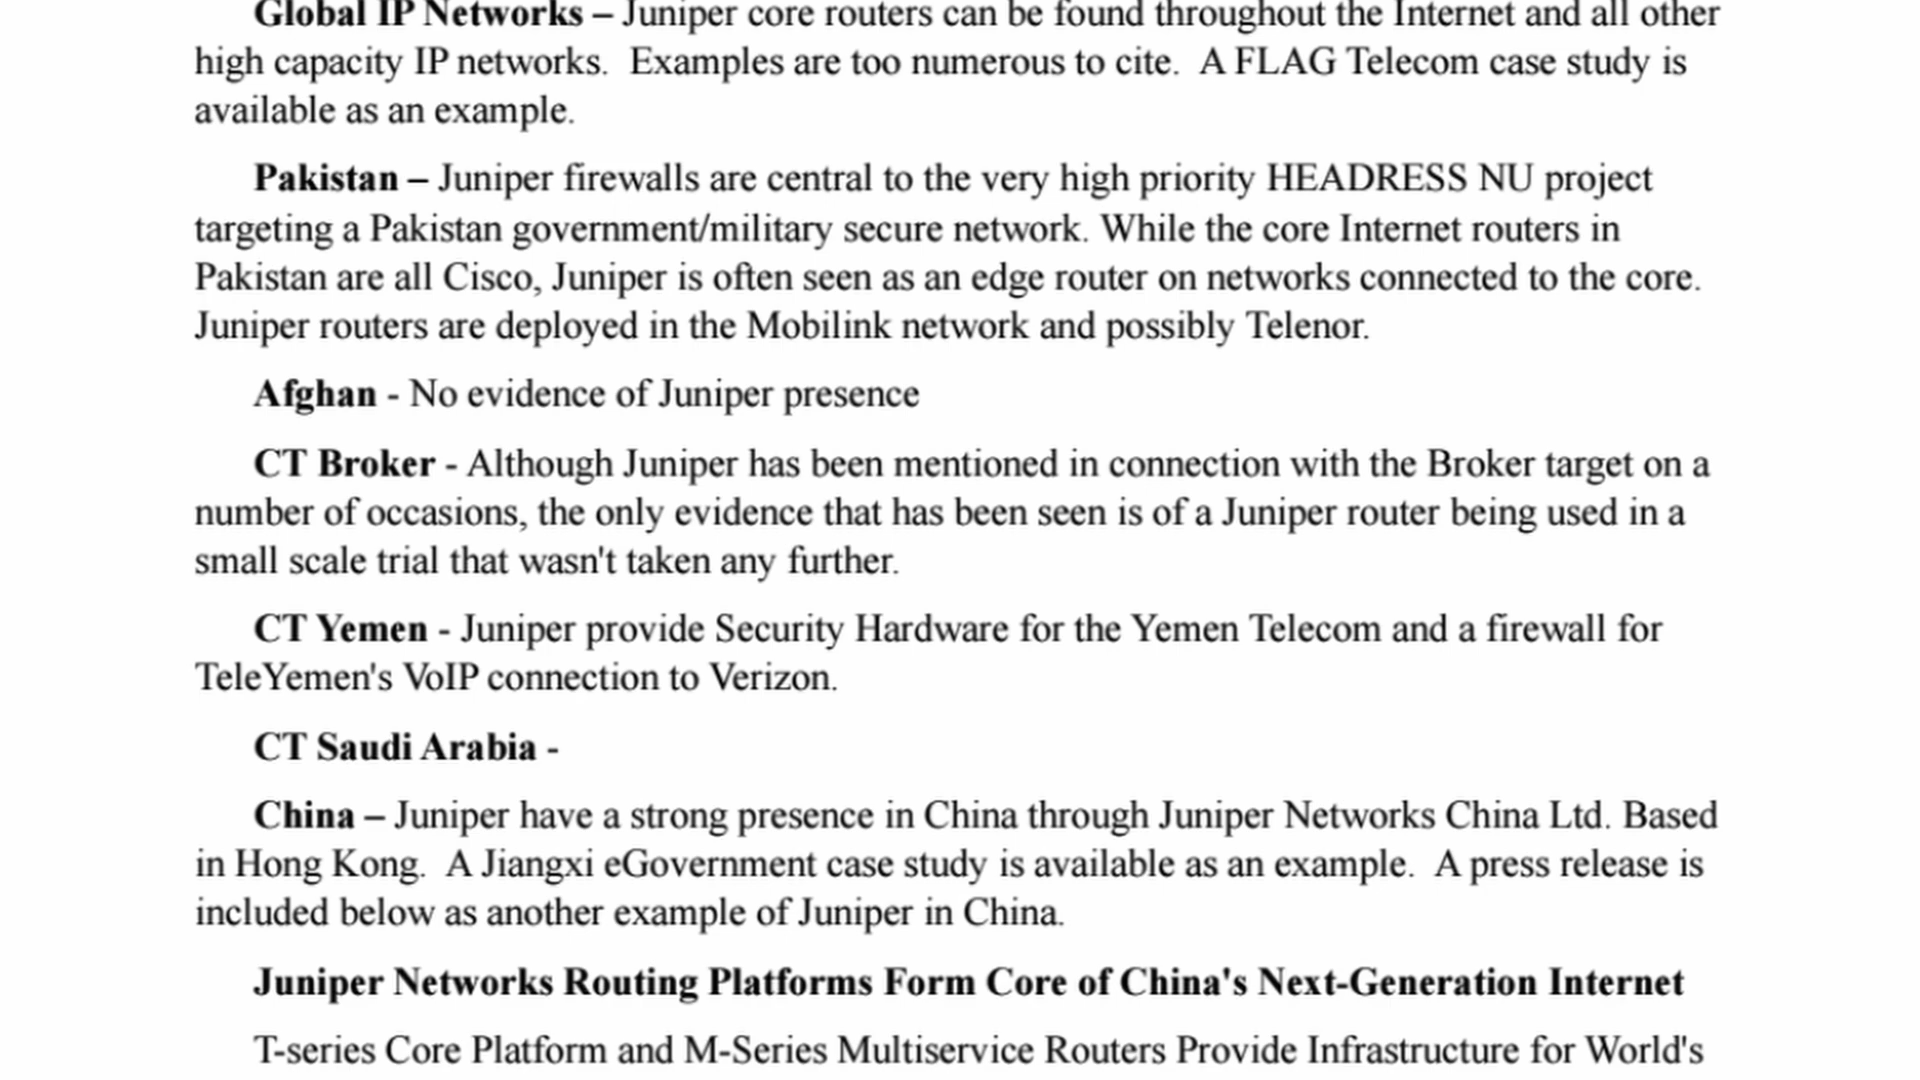 Global IP Networks – Juniper core routers can be found throughout the Internet and all other
high capacity IP networks.  Examples are too numerous to cite.  A FLAG Telecom case study is
available as an example.
Pakistan – Juniper firewalls are central to the very high priority HEADRESS NU project
targeting a Pakistan government/military secure network. While the core Internet routers in
Pakistan are all Cisco, Juniper is often seen as an edge router on networks connected to the core.
Juniper routers are deployed in the Mobilink network and possibly Telenor.
Afghan - No evidence of Juniper presence
CT Broker - Although Juniper has been mentioned in connection with the Broker target on a
number of occasions, the only evidence that has been seen is of a Juniper router being used in a
small scale trial that wasn't taken any further.
CT Yemen - Juniper provide Security Hardware for the Yemen Telecom and a firewall for
TeleYemen's VoIP connection to Verizon.
CT Saudi Arabia -
China – Juniper have a strong presence in China through Juniper Networks China Ltd. Based
in Hong Kong.  A Jiangxi eGovernment case study is available as an example.  A press release is
included below as another example of Juniper in China.
Juniper Networks Routing Platforms Form Core of China's Next-Generation Internet
T-series Core Platform and M-Series Multiservice Routers Provide Infrastructure for World's